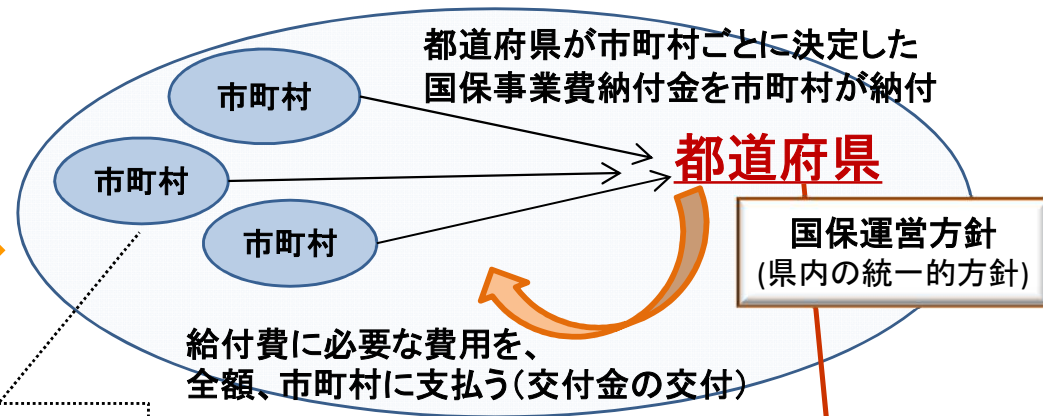 都道府県が市町村ごとに決定した
国保事業費納付金を市町村が納付
市町村
市町村
市町村
都道府県
国保運営方針
(県内の統一的方針)
給付費に必要な費用を、
全額、市町村に支払う(交付金の交付)